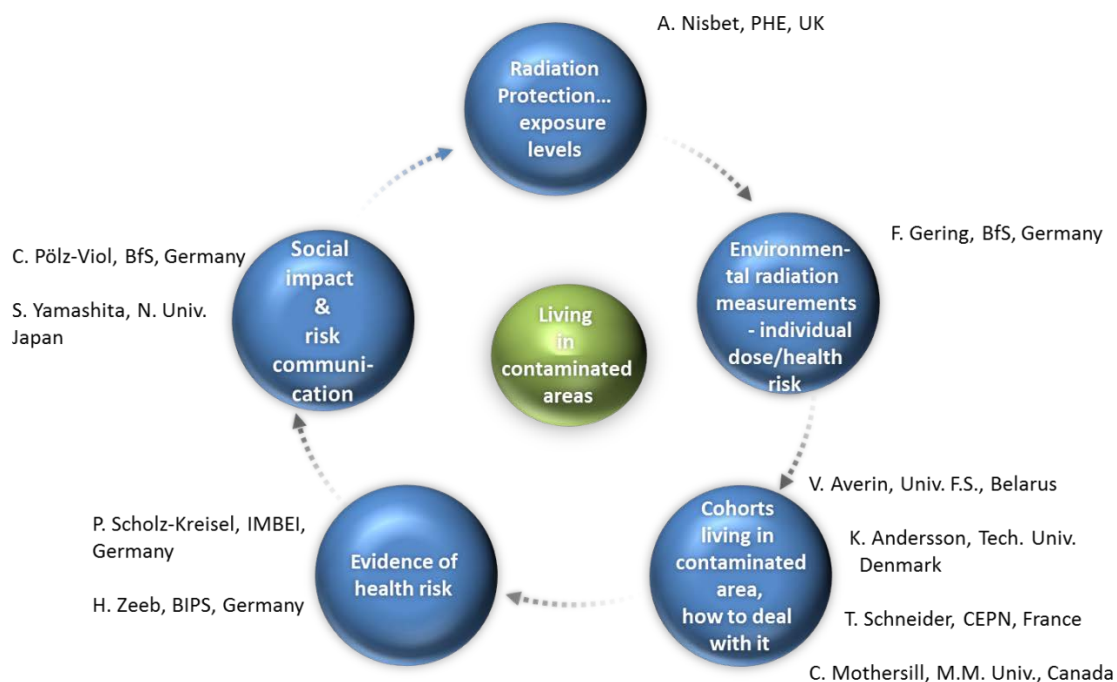 A. Nisbet, PHE, UK
Radiation
Protection...
exposure
levels
F. Gering, BfS, Germany
Environmen-
tal radiation
measurements
- individual
dose/health
risk
V. Averin, Univ. F.S., Belarus
K. Andersson, Tech. Univ.
Denmark
T. Schneider, CEPN, France
C. Mothersill, M.M. Univ., Canada
Cohorts
living in
contaminated
area,
how to deal
with it
P. Scholz-Kreisel, IMBEI,
Germany
H. Zeeb, BIPS, Germany
Evidence of
health risk
C. Pölz-Viol, BfS, Germany
S. Yamashita, N. Univ.
Japan
Social
impact
&
risk
communi-
cation
Living
in
contaminated
areas